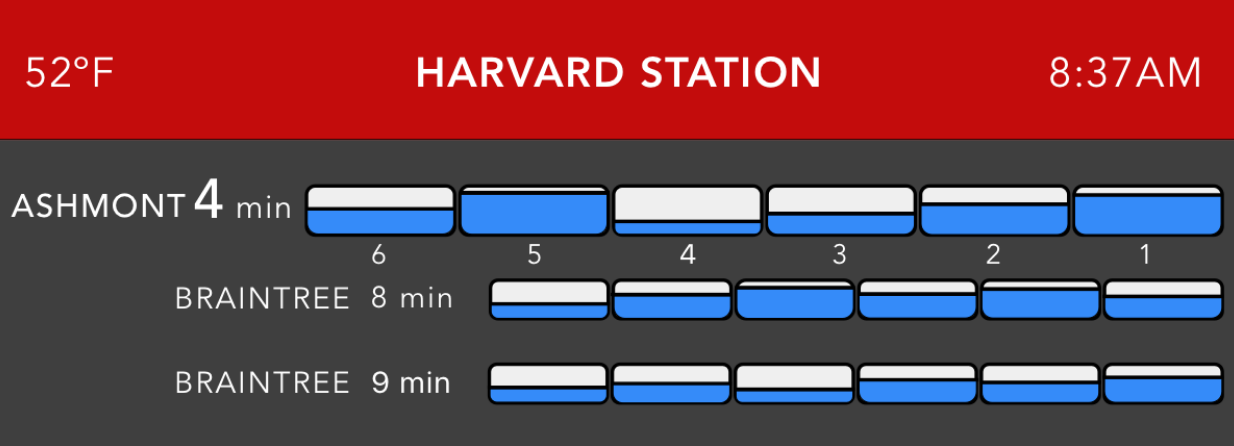 52°F HARVARD STATION 8:37AM
ASHMONT 4 min
6 5 4 3 2 1
BRAINTREE 8 min
BRAINTREE 9 min